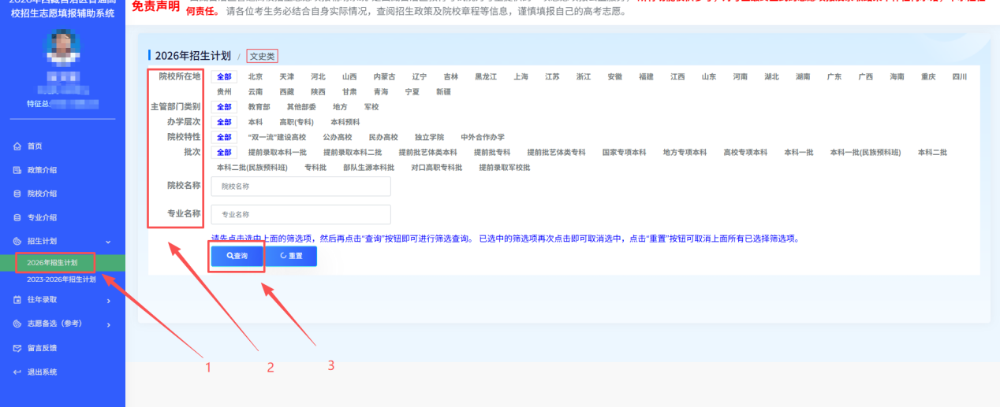 校招生志愿填报辅助系统
特征总
首页
政策介绍
院校介绍
专业介绍
招生计划
2026年招生计划
2023-2026年招生计划
往年录取
志愿备选（参考）
留言反馈
退出系统
免责声明
何责任。 请各位考生务必结合自身实际情况，查阅招生政策及院校章程等信息，谨慎填报自己的高考志愿。
2026年招生计划 / 文史类
院校所在地 全部 北京 天津 河北 山西 内蒙古 辽宁 吉林 黑龙江 上海 江苏 浙江 安徽 福建 江西 山东 河南 湖北 湖南 广东 广西 海南 重庆 四川
贵州 云南 西藏 陕西 甘肃 青海 宁夏 新疆
主管部门类别 全部 教育部 其他部委 地方 军校
办学层次 全部 本科 高职(专科) 本科预科
院校特性 全部 “双一流”建设高校 公办高校 民办高校 独立学院 中外合作办学
批次 全部 提前录取本科一批 提前录取本科二批 提前批艺体类本科 提前批专科 提前批艺体类专科 国家专项本科 地方专项本科 高校专项本科 本科一批 本科一批(民族预科班) 本科二批
本科二批(民族预科班) 专科批 部队生源本科批 对口高职专科批 提前录取军校批
院校名称 院校名称
专业名称 专业名称
请先点击选中上面的筛选项，然后再点击“查询”按钮即可进行筛选查询。 已选中的筛选项再次点击即可取消选中，点击“重置”按钮可取消上面所有已选择筛选项。
查询 重置
1 2 3